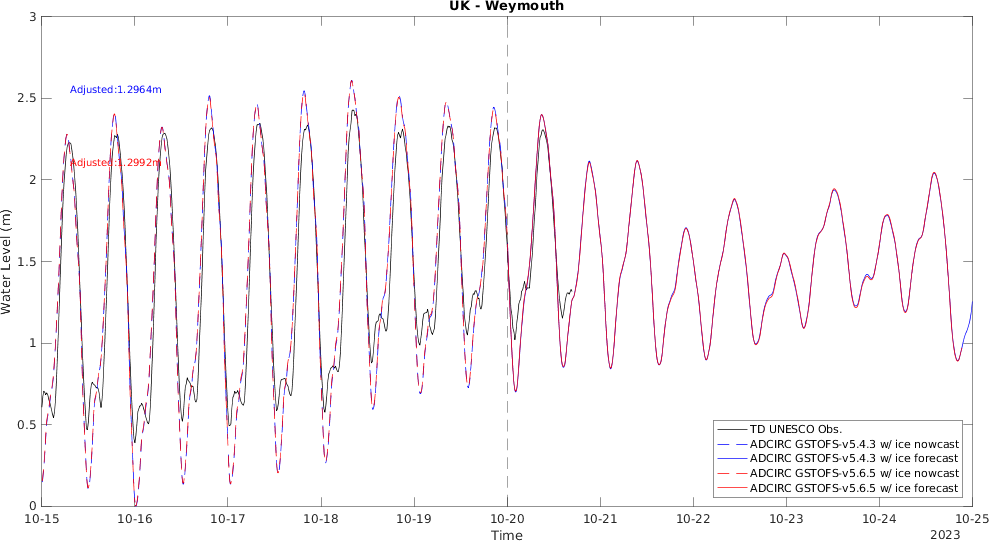 UK - Weymouth
3
2.5
2
1.5
1
0.5
0
Water Level (m)
Adjusted:1.2964m
Adjusted:1.2992m
TD UNESCO Obs.
ADCIRC GSTOFS-v5.4.3 w/ ice nowcast
ADCIRC GSTOFS-v5.4.3 w/ ice forecast
ADCIRC GSTOFS-v5.6.5 w/ ice nowcast
ADCIRC GSTOFS-v5.6.5 w/ ice forecast
10-15 10-16 10-17 10-18 10-19 10-20 10-21 10-22 10-23 10-24 10-25
Time
2023